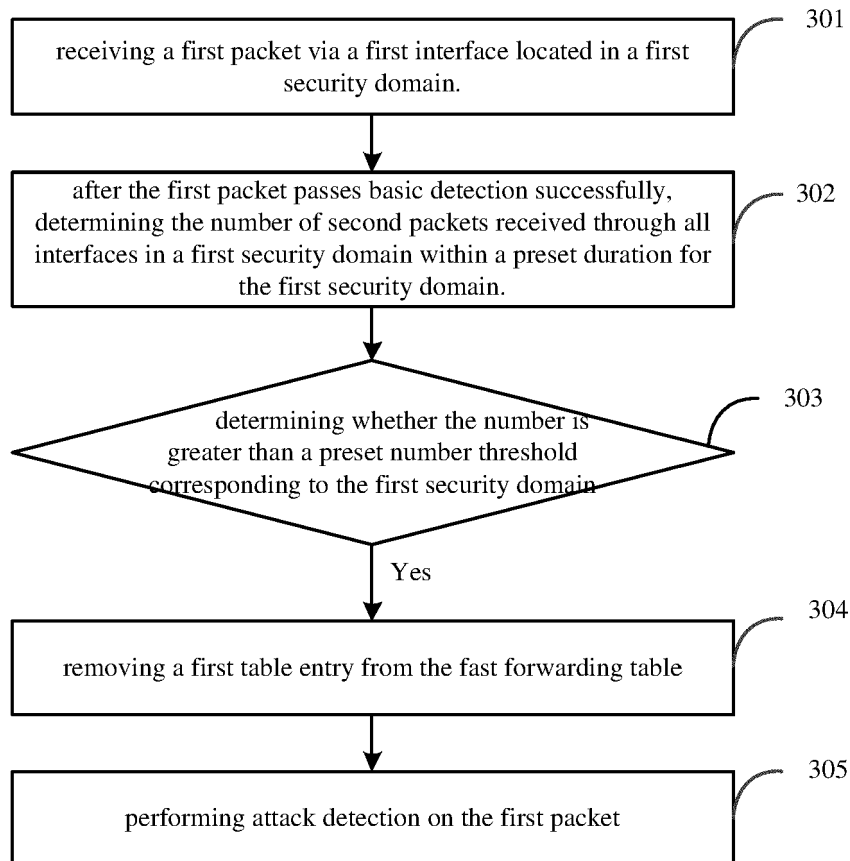 301
receiving a first packet via a first interface located in a first
security domain.
302
after the first packet passes basic detection successfully,
determining the number of second packets received through all
interfaces in a first security domain within a preset duration for
the first security domain.
303
determining whether the number is
greater than a preset number threshold
corresponding to the first security domain
Yes
304
removing a first table entry from the fast forwarding table
305
performing attack detection on the first packet